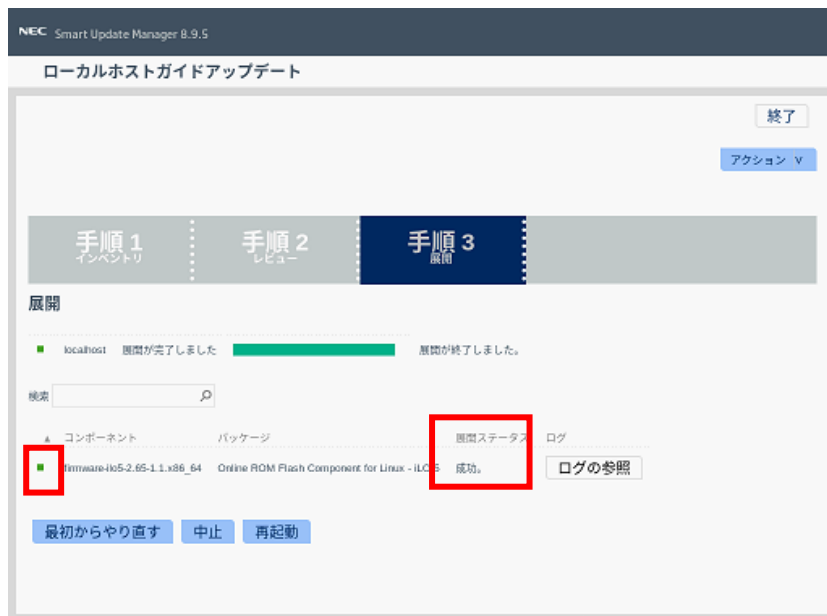 NEC Smart Update Manager 8.9.5
ローカルホストガイドアップデート
終了
アクション ∨
手順 1 手順 2 手順 3
インベントリ レビュー 展開
展開
localhost 展開が完了しました 展開が終了しました。
検索
▲ コンポーネント パッケージ 展開ステータス ログ
firmware-ilo5-2.65-1.1.x86_64 Online ROM Flash Component for Linux - iLO 5 成功。 ログの参照
最初からやり直す 中止 再起動